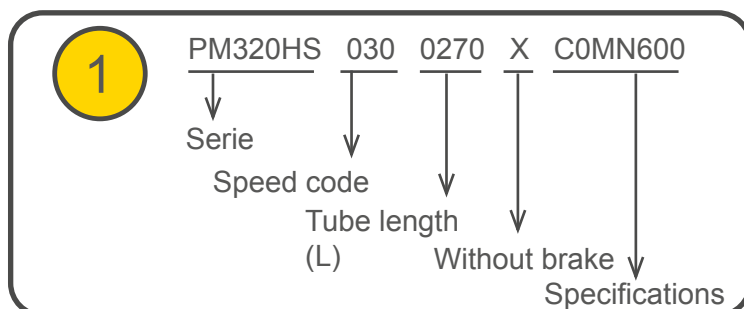 1
PM320HS 030 0270 X C0MN600
Serie
Speed code
Tube length
(L)
Without brake
Specifications